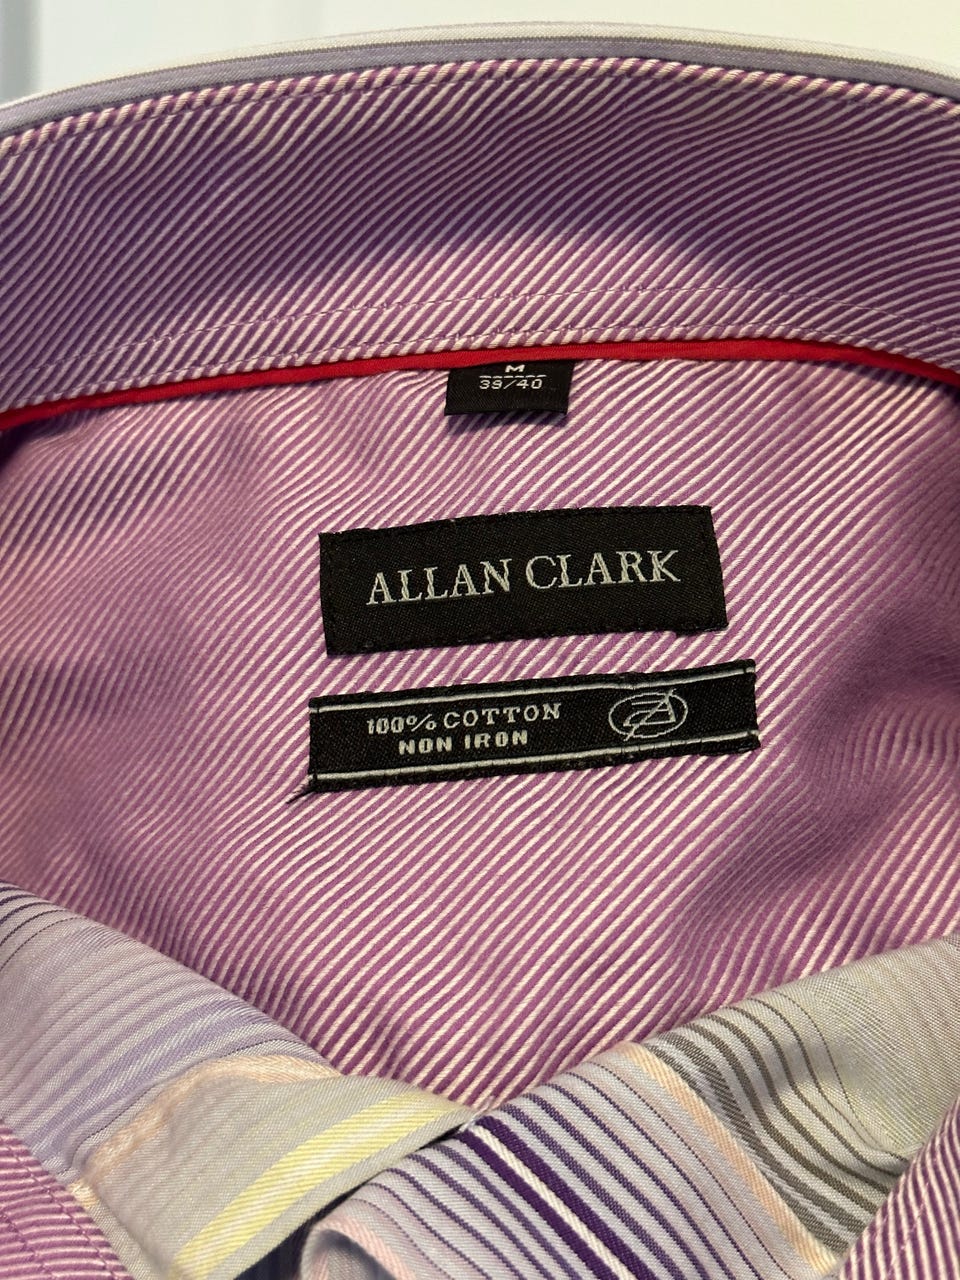 M
39/40
ALLAN CLARK
100% COTTON
NON IRON